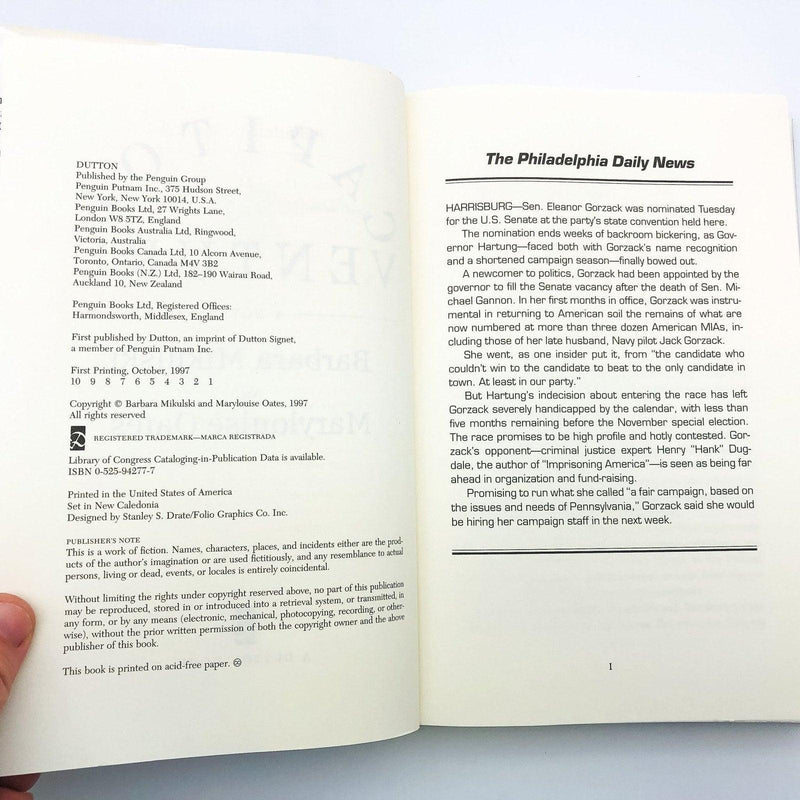 DUTTON
Published by the Penguin Group
Penguin Putnam Inc., 375 Hudson Street,
New York, New York 10014, U.S.A.
Penguin Books Ltd, 27 Wrights Lane,
London W8 5TZ, England
Penguin Books Australia Ltd, Ringwood,
Victoria, Australia
Penguin Books Canada Ltd, 10 Alcorn Avenue,
Toronto, Ontario, Canada M4V 3B2
Penguin Books (N.Z.) Ltd, 182–190 Wairau Road,
Auckland 10, New Zealand
Penguin Books Ltd, Registered Offices:
Harmondsworth, Middlesex, England
First published by Dutton, an imprint of Dutton Signet,
a member of Penguin Putnam Inc.
First Printing, October, 1997
10 9 8 7 6 5 4 3 2 1
Copyright © Barbara Mikulski and Marylouise Oates, 1997
All rights reserved
REGISTERED TRADEMARK—MARCA REGISTRADA
Library of Congress Cataloging-in-Publication Data is available.
ISBN 0-525-94277-7
Printed in the United States of America
Set in New Caledonia
Designed by Stanley S. Drate/Folio Graphics Co. Inc.
PUBLISHER'S NOTE
This is a work of fiction. Names, characters, places, and incidents either are the prod-
ucts of the author's imagination or are used fictitiously, and any resemblance to actual
persons, living or dead, events, or locales is entirely coincidental.
Without limiting the rights under copyright reserved above, no part of this publication
may be reproduced, stored in or introduced into a retrieval system, or transmitted, in
any form, or by any means (electronic, mechanical, photocopying, recording, or other-
wise), without the prior written permission of both the copyright owner and the above
publisher of this book.
This book is printed on acid-free paper.
The Philadelphia Daily News
HARRISBURG—Sen. Eleanor Gorzack was nominated Tuesday
for the U.S. Senate at the party's state convention held here.
The nomination ends weeks of backroom bickering, as Gov-
ernor Hartung—faced both with Gorzack's name recognition
and a shortened campaign season—finally bowed out.
A newcomer to politics, Gorzack had been appointed by the
governor to fill the Senate vacancy after the death of Sen. Mi-
chael Gannon. In her first months in office, Gorzack was instru-
mental in returning to American soil the remains of what are
now numbered at more than three dozen American MIAs, in-
cluding those of her late husband, Navy pilot Jack Gorzack.
She went, as one insider put it, from "the candidate who
couldn't win to the candidate to beat to the only candidate in
town. At least in our party."
But Hartung's indecision about entering the race has left
Gorzack severely handicapped by the calendar, with less than
five months remaining before the November special election.
The race promises to be high profile and hotly contested. Gor-
zack's opponent—criminal justice expert Henry "Hank" Dug-
dale, the author of "Imprisoning America"—is seen as being far
ahead in organization and fund-raising.
Promising to run what she called "a fair campaign, based on
the issues and needs of Pennsylvania," Gorzack said she would
be hiring her campaign staff in the next week.
1